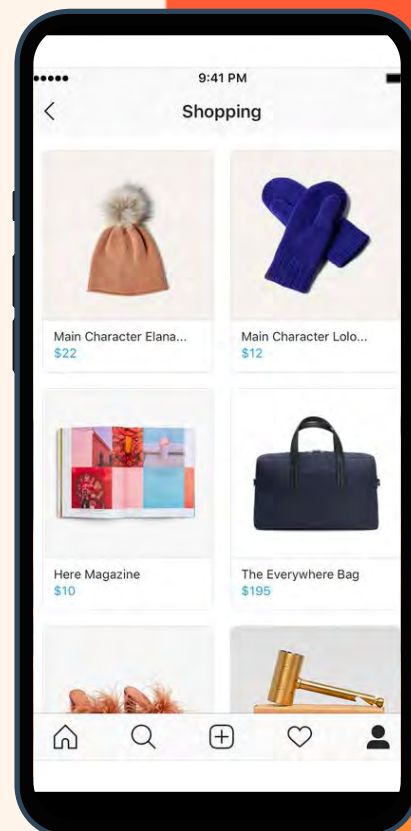 9:41 PM
Shopping
Main Character Elana...
$22
Main Character Lolo...
$12
Here Magazine
$10
The Everywhere Bag
$195